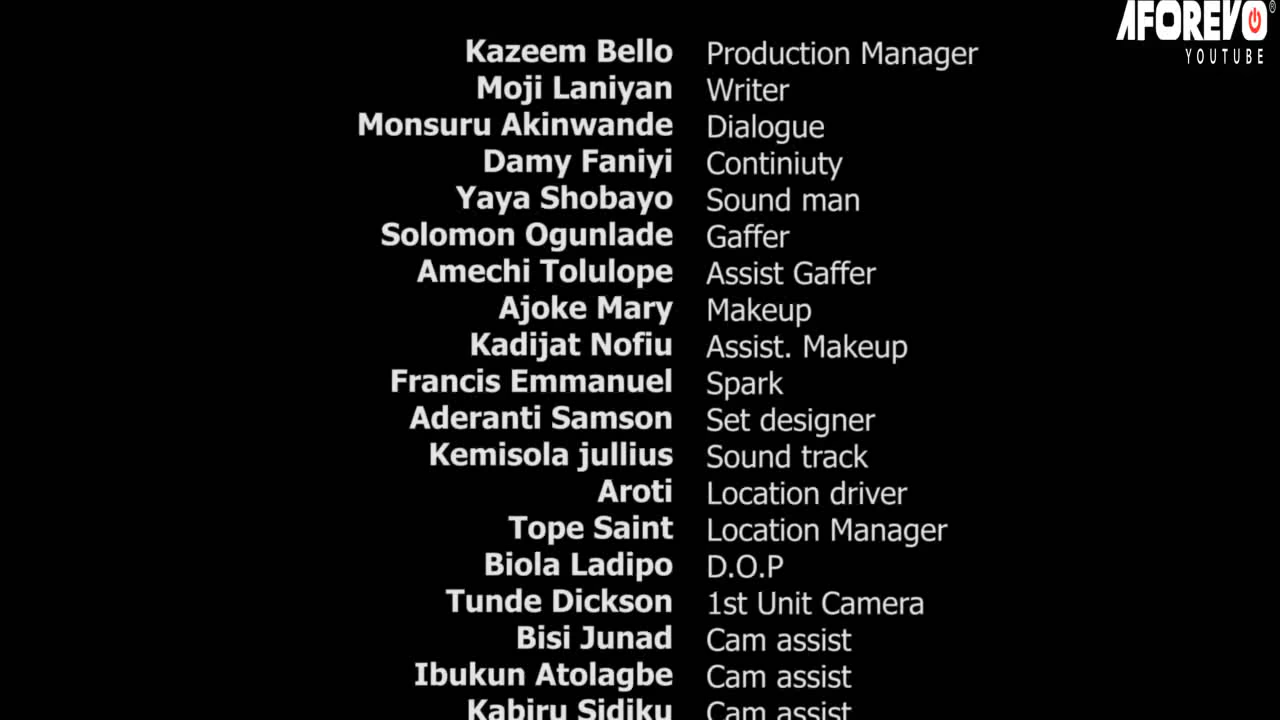 AFOREVO®
YOUTUBE
Kazeem Bello Production Manager
Moji Laniyan Writer
Monsuru Akinwande Dialogue
Damy Faniyi Continiuty
Yaya Shobayo Sound man
Solomon Ogunlade Gaffer
Amechi Tolulope Assist Gaffer
Ajoke Mary Makeup
Kadijat Nofiu Assist. Makeup
Francis Emmanuel Spark
Aderanti Samson Set designer
Kemisola jullius Sound track
Aroti Location driver
Tope Saint Location Manager
Biola Ladipo D.O.P
Tunde Dickson 1st Unit Camera
Bisi Junad Cam assist
Ibukun Atolagbe Cam assist
Kabiru Sidiku Cam assist